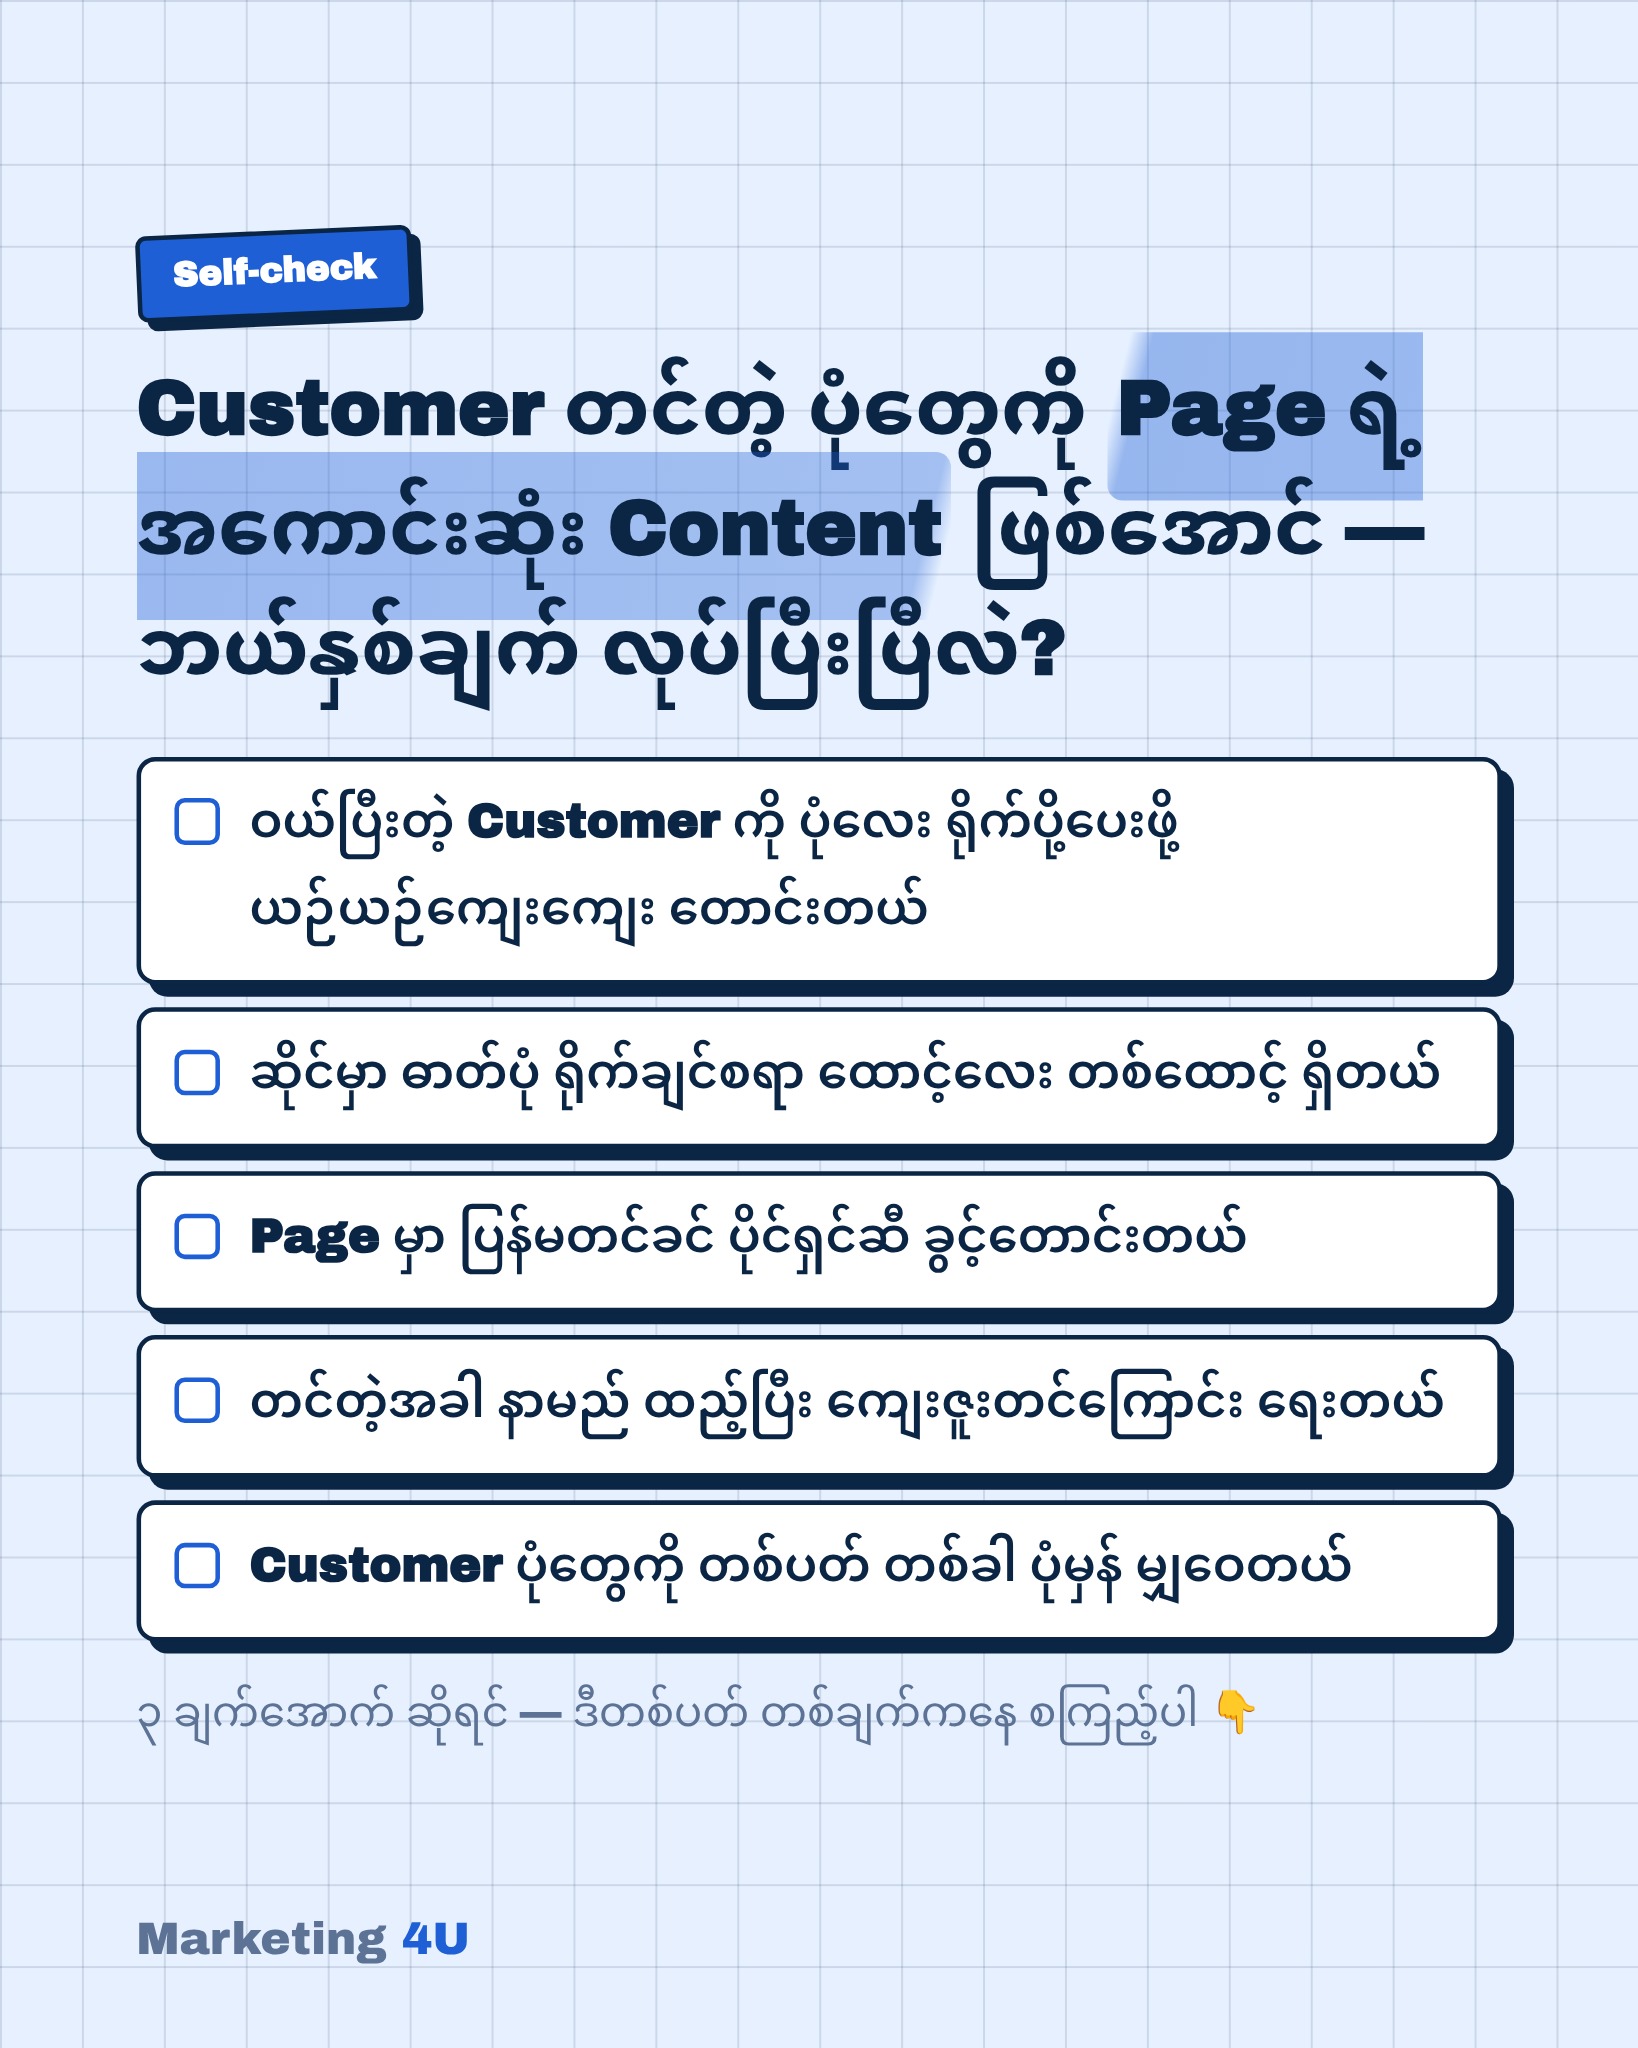 Self-check
Customer တင်တဲ့ ပုံတွေကို Page ရဲ့
အကောင်းဆုံး Content ဖြစ်အောင် —
ဘယ်နှစ်ချက် လုပ်ပြီးပြီလဲ?
ဝယ်ပြီးတဲ့ Customer ကို ပုံလေး ရိုက်ပို့ပေးဖို့
ယဉ်ယဉ်ကျေးကျေး တောင်းတယ်
ဆိုင်မှာ ဓာတ်ပုံ ရိုက်ချင်စရာ ထောင့်လေး တစ်ထောင့် ရှိတယ်
Page မှာ ပြန်မတင်ခင် ပိုင်ရှင်ဆီ ခွင့်တောင်းတယ်
တင်တဲ့အခါ နာမည် ထည့်ပြီး ကျေးဇူးတင်ကြောင်း ရေးတယ်
Customer ပုံတွေကို တစ်ပတ် တစ်ခါ ပုံမှန် မျှဝေတယ်
၃ ချက်အောက် ဆိုရင် — ဒီတစ်ပတ် တစ်ချက်ကနေ စကြည့်ပါ 👇
Marketing 4U